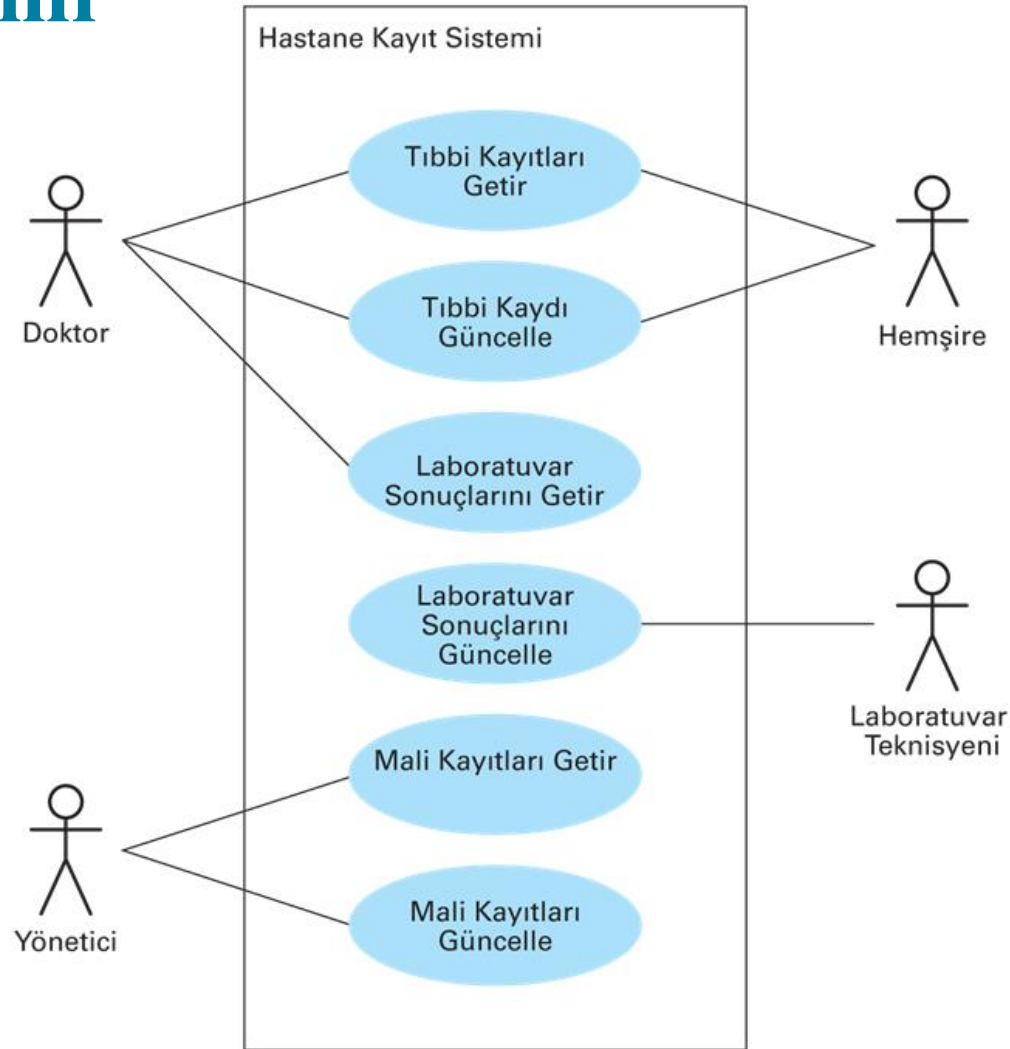 Hastane Kayıt Sistemi
Tıbbi Kayıtları
Getir
Doktor
Tıbbi Kaydı
Güncelle
Hemşire
Laboratuvar
Sonuçlarını Getir
Laboratuvar
Sonuçlarını
Güncelle
Laboratuvar
Teknisyeni
Mali Kayıtları Getir
Yönetici
Mali Kayıtları
Güncelle